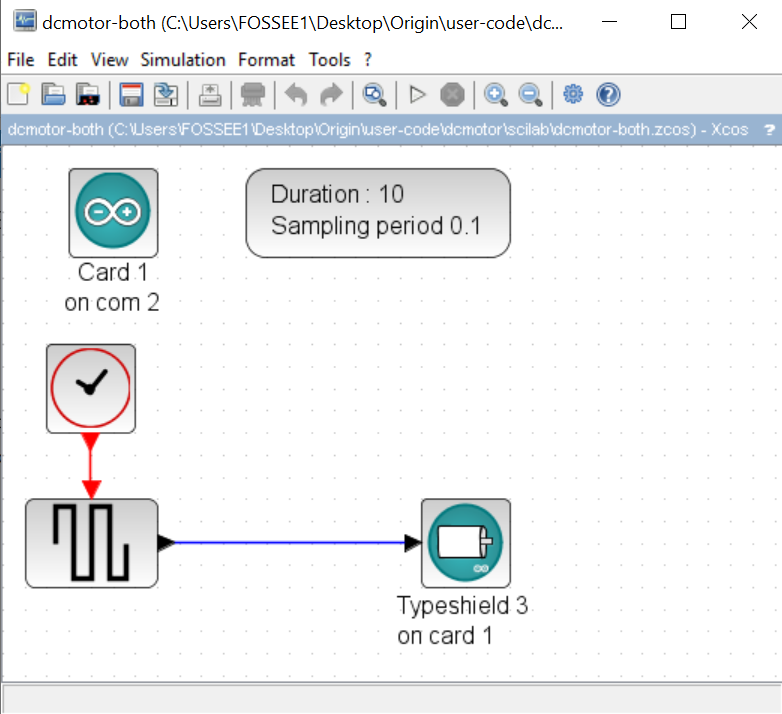 dcmotor-both (C:\Users\FOSSEE1\Desktop\Origin\user-code\dc...
File Edit View Simulation Format Tools ?
dcmotor-both (C:\Users\FOSSEE1\Desktop\Origin\user-code\dcmotor\scilab\dcmotor-both.zcos) - Xcos ?
Duration : 10
Sampling period 0.1
Card 1
on com 2
Typeshield 3
on card 1